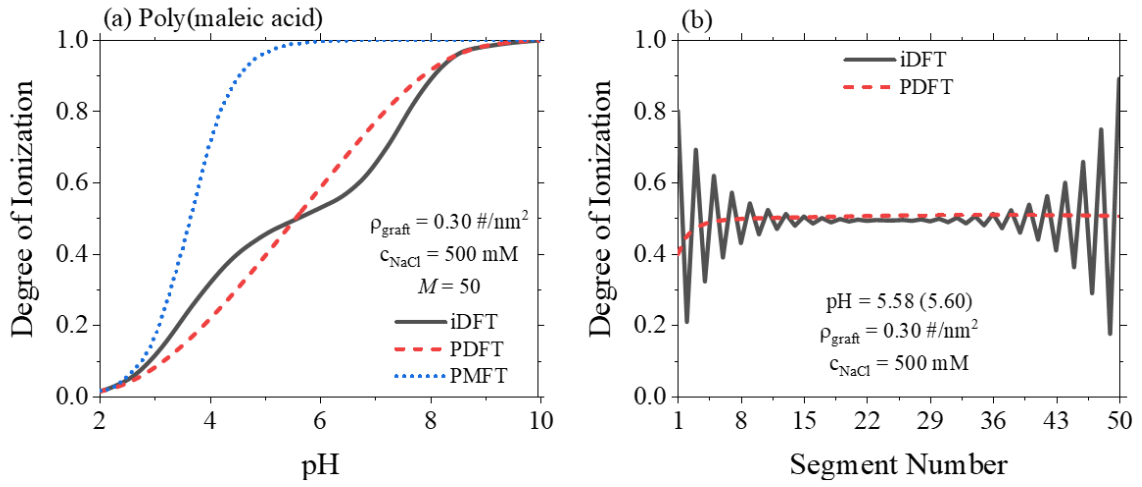 (a) Poly(maleic acid)
1.0
0.8
0.6
0.4
0.2
0.0
Degree of Ionization
ρgraft = 0.30 #/nm²
cNaCl = 500 mM
M = 50
iDFT
PDFT
PMFT
2 4 6 8 10
pH
(b)
1.0
0.8
0.6
0.4
0.2
0.0
Degree of Ionization
iDFT
PDFT
pH = 5.58 (5.60)
ρgraft = 0.30 #/nm²
cNaCl = 500 mM
1 8 15 22 29 36 43 50
Segment Number